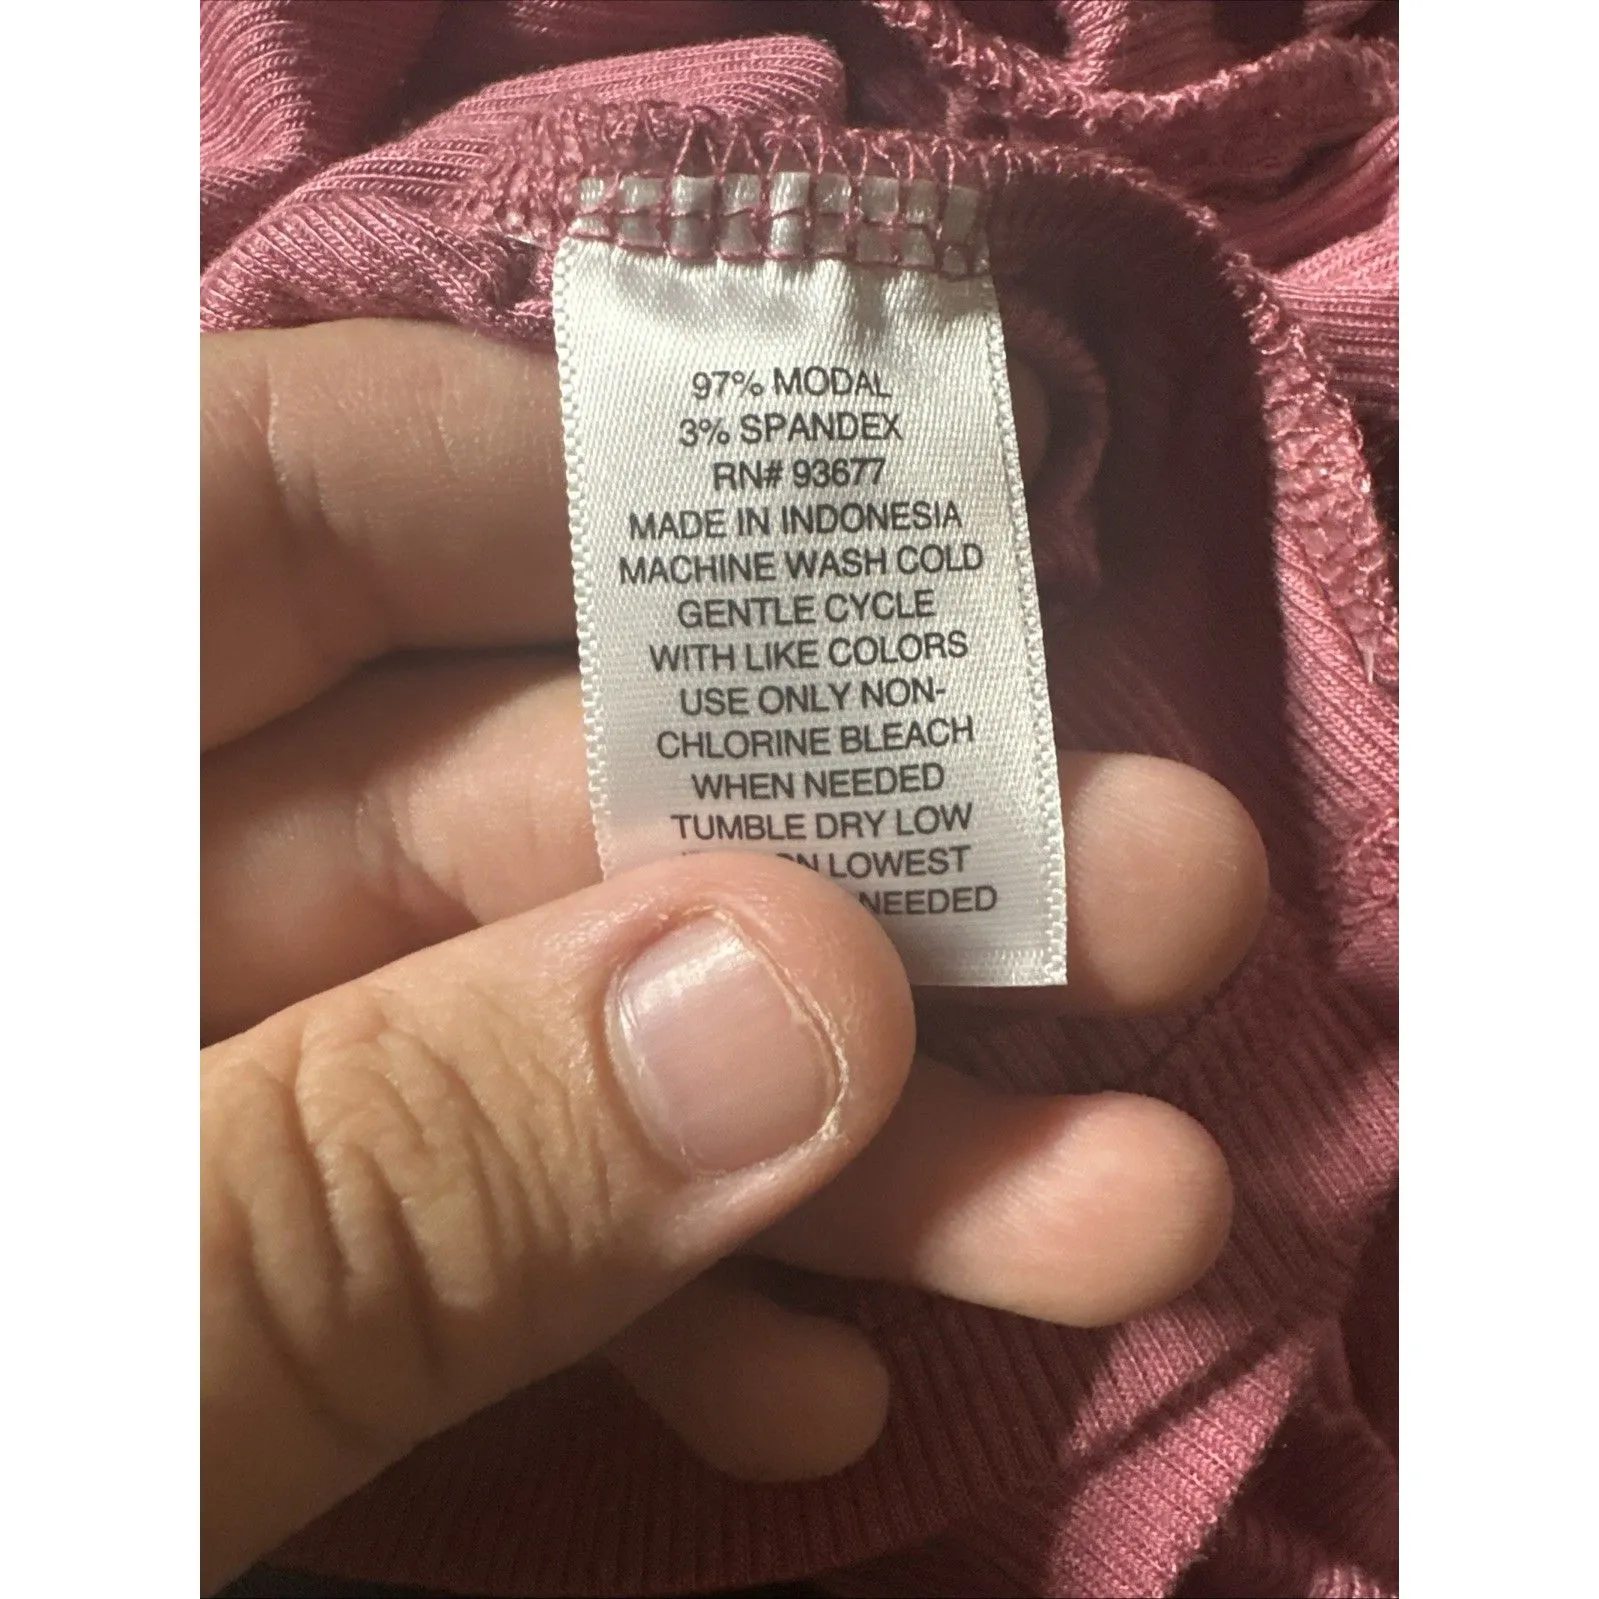 97% MODAL
3% SPANDEX
RN# 93677
MADE IN INDONESIA
MACHINE WASH COLD
GENTLE CYCLE
WITH LIKE COLORS
USE ONLY NON-
CHLORINE BLEACH
WHEN NEEDED
TUMBLE DRY LOW
LOWEST
NEEDED